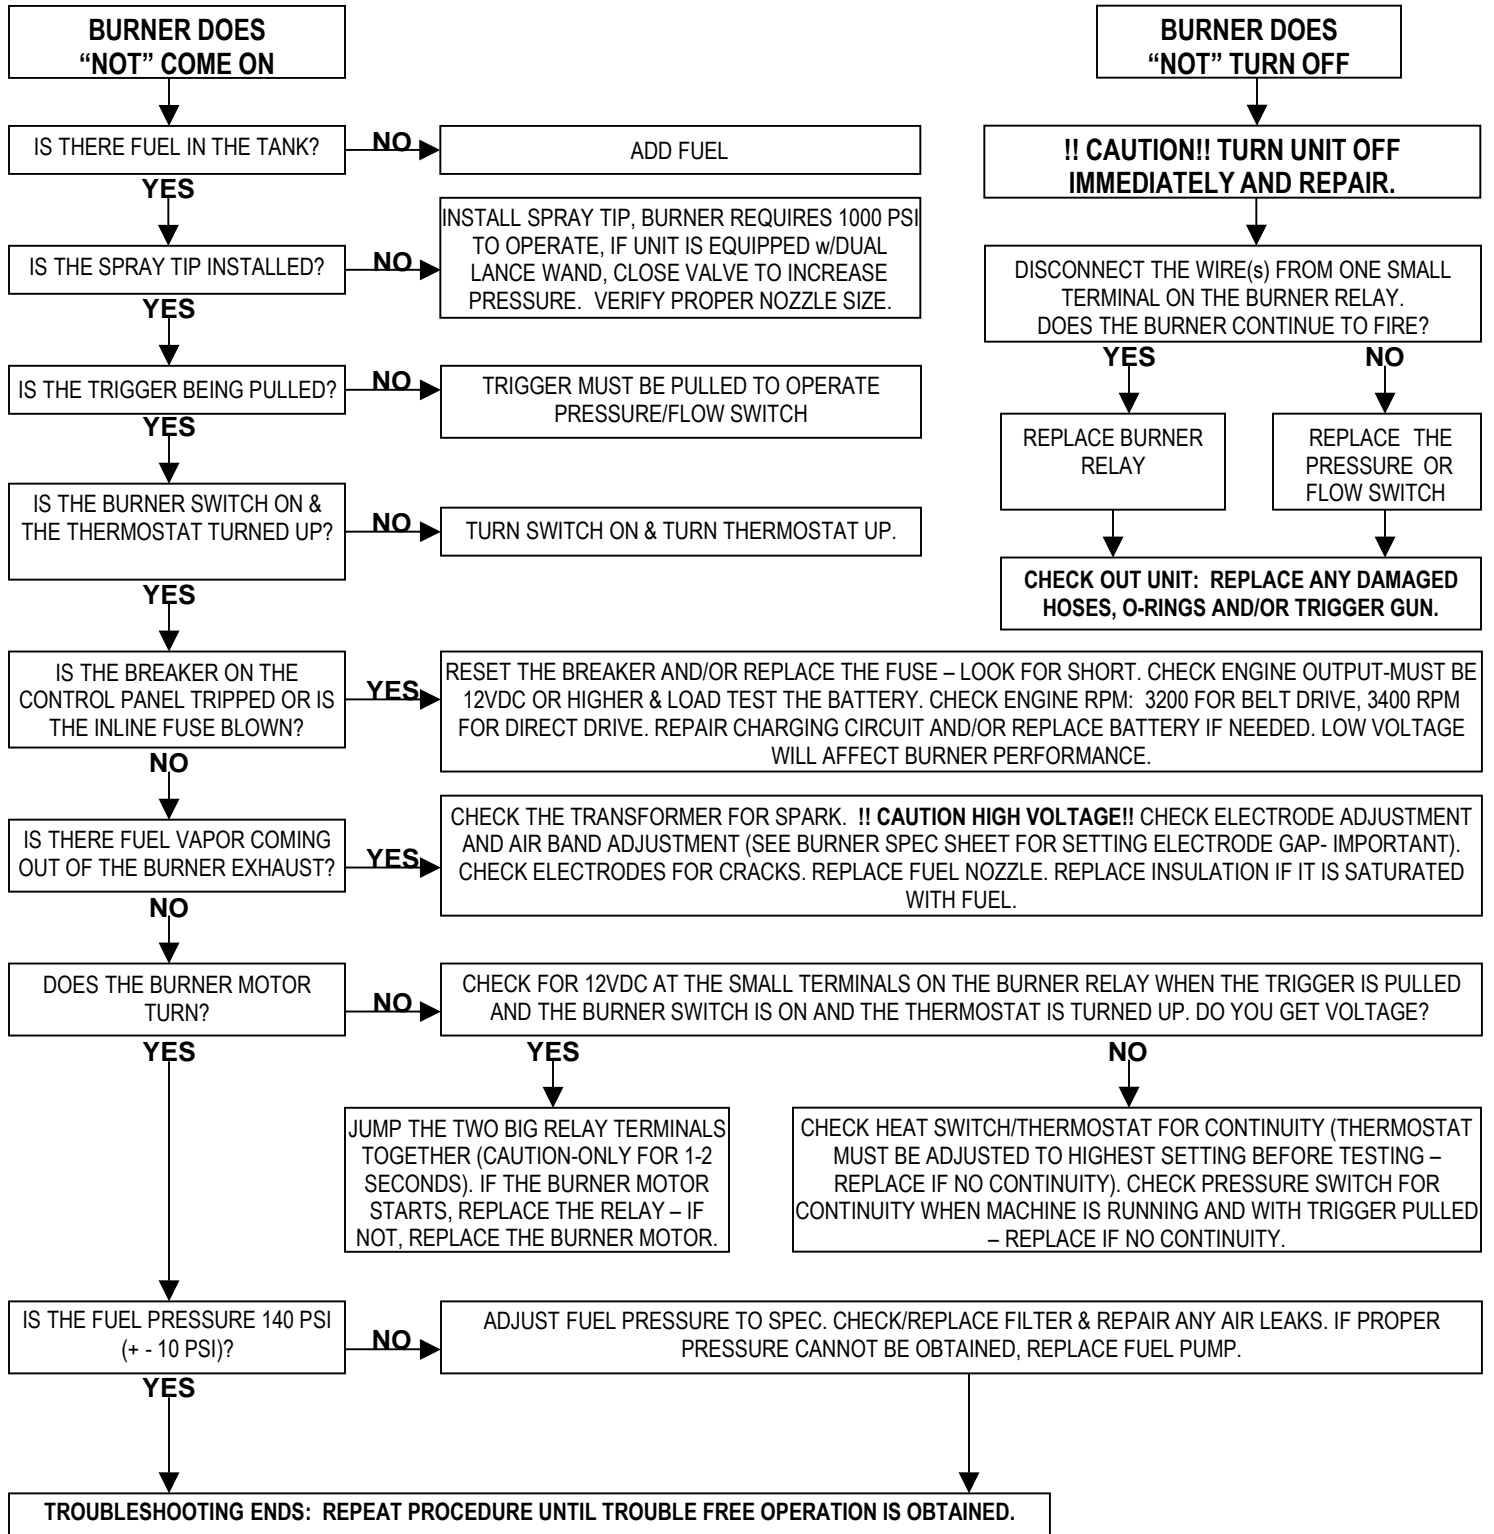 BURNER DOES
“NOT” COME ON
IS THERE FUEL IN THE TANK?
NO
ADD FUEL
YES
IS THE SPRAY TIP INSTALLED?
NO
INSTALL SPRAY TIP, BURNER REQUIRES 1000 PSI
TO OPERATE, IF UNIT IS EQUIPPED w/DUAL
LANCE WAND, CLOSE VALVE TO INCREASE
PRESSURE. VERIFY PROPER NOZZLE SIZE.
YES
IS THE TRIGGER BEING PULLED?
NO
TRIGGER MUST BE PULLED TO OPERATE
PRESSURE/FLOW SWITCH
YES
IS THE BURNER SWITCH ON &
THE THERMOSTAT TURNED UP?
NO
TURN SWITCH ON & TURN THERMOSTAT UP.
YES
IS THE BREAKER ON THE
CONTROL PANEL TRIPPED OR IS
THE INLINE FUSE BLOWN?
YES
RESET THE BREAKER AND/OR REPLACE THE FUSE – LOOK FOR SHORT. CHECK ENGINE OUTPUT-MUST BE
12VDC OR HIGHER & LOAD TEST THE BATTERY. CHECK ENGINE RPM: 3200 FOR BELT DRIVE, 3400 RPM
FOR DIRECT DRIVE. REPAIR CHARGING CIRCUIT AND/OR REPLACE BATTERY IF NEEDED. LOW VOLTAGE
WILL AFFECT BURNER PERFORMANCE.
NO
IS THERE FUEL VAPOR COMING
OUT OF THE BURNER EXHAUST?
YES
CHECK THE TRANSFORMER FOR SPARK. !! CAUTION HIGH VOLTAGE!! CHECK ELECTRODE ADJUSTMENT
AND AIR BAND ADJUSTMENT (SEE BURNER SPEC SHEET FOR SETTING ELECTRODE GAP- IMPORTANT).
CHECK ELECTRODES FOR CRACKS. REPLACE FUEL NOZZLE. REPLACE INSULATION IF IT IS SATURATED
WITH FUEL.
NO
DOES THE BURNER MOTOR
TURN?
NO
CHECK FOR 12VDC AT THE SMALL TERMINALS ON THE BURNER RELAY WHEN THE TRIGGER IS PULLED
AND THE BURNER SWITCH IS ON AND THE THERMOSTAT IS TURNED UP. DO YOU GET VOLTAGE?
YES
JUMP THE TWO BIG RELAY TERMINALS
TOGETHER (CAUTION-ONLY FOR 1-2
SECONDS). IF THE BURNER MOTOR
STARTS, REPLACE THE RELAY – IF
NOT, REPLACE THE BURNER MOTOR.
NO
CHECK HEAT SWITCH/THERMOSTAT FOR CONTINUITY (THERMOSTAT
MUST BE ADJUSTED TO HIGHEST SETTING BEFORE TESTING –
REPLACE IF NO CONTINUITY). CHECK PRESSURE SWITCH FOR
CONTINUITY WHEN MACHINE IS RUNNING AND WITH TRIGGER PULLED
– REPLACE IF NO CONTINUITY.
YES
IS THE FUEL PRESSURE 140 PSI
(+ - 10 PSI)?
NO
ADJUST FUEL PRESSURE TO SPEC. CHECK/REPLACE FILTER & REPAIR ANY AIR LEAKS. IF PROPER
PRESSURE CANNOT BE OBTAINED, REPLACE FUEL PUMP.
YES
TROUBLESHOOTING ENDS: REPEAT PROCEDURE UNTIL TROUBLE FREE OPERATION IS OBTAINED.
BURNER DOES
“NOT” TURN OFF
!! CAUTION!! TURN UNIT OFF
IMMEDIATELY AND REPAIR.
DISCONNECT THE WIRE(s) FROM ONE SMALL
TERMINAL ON THE BURNER RELAY.
DOES THE BURNER CONTINUE TO FIRE?
YES
REPLACE BURNER
RELAY
NO
REPLACE THE
PRESSURE OR
FLOW SWITCH
CHECK OUT UNIT: REPLACE ANY DAMAGED
HOSES, O-RINGS AND/OR TRIGGER GUN.